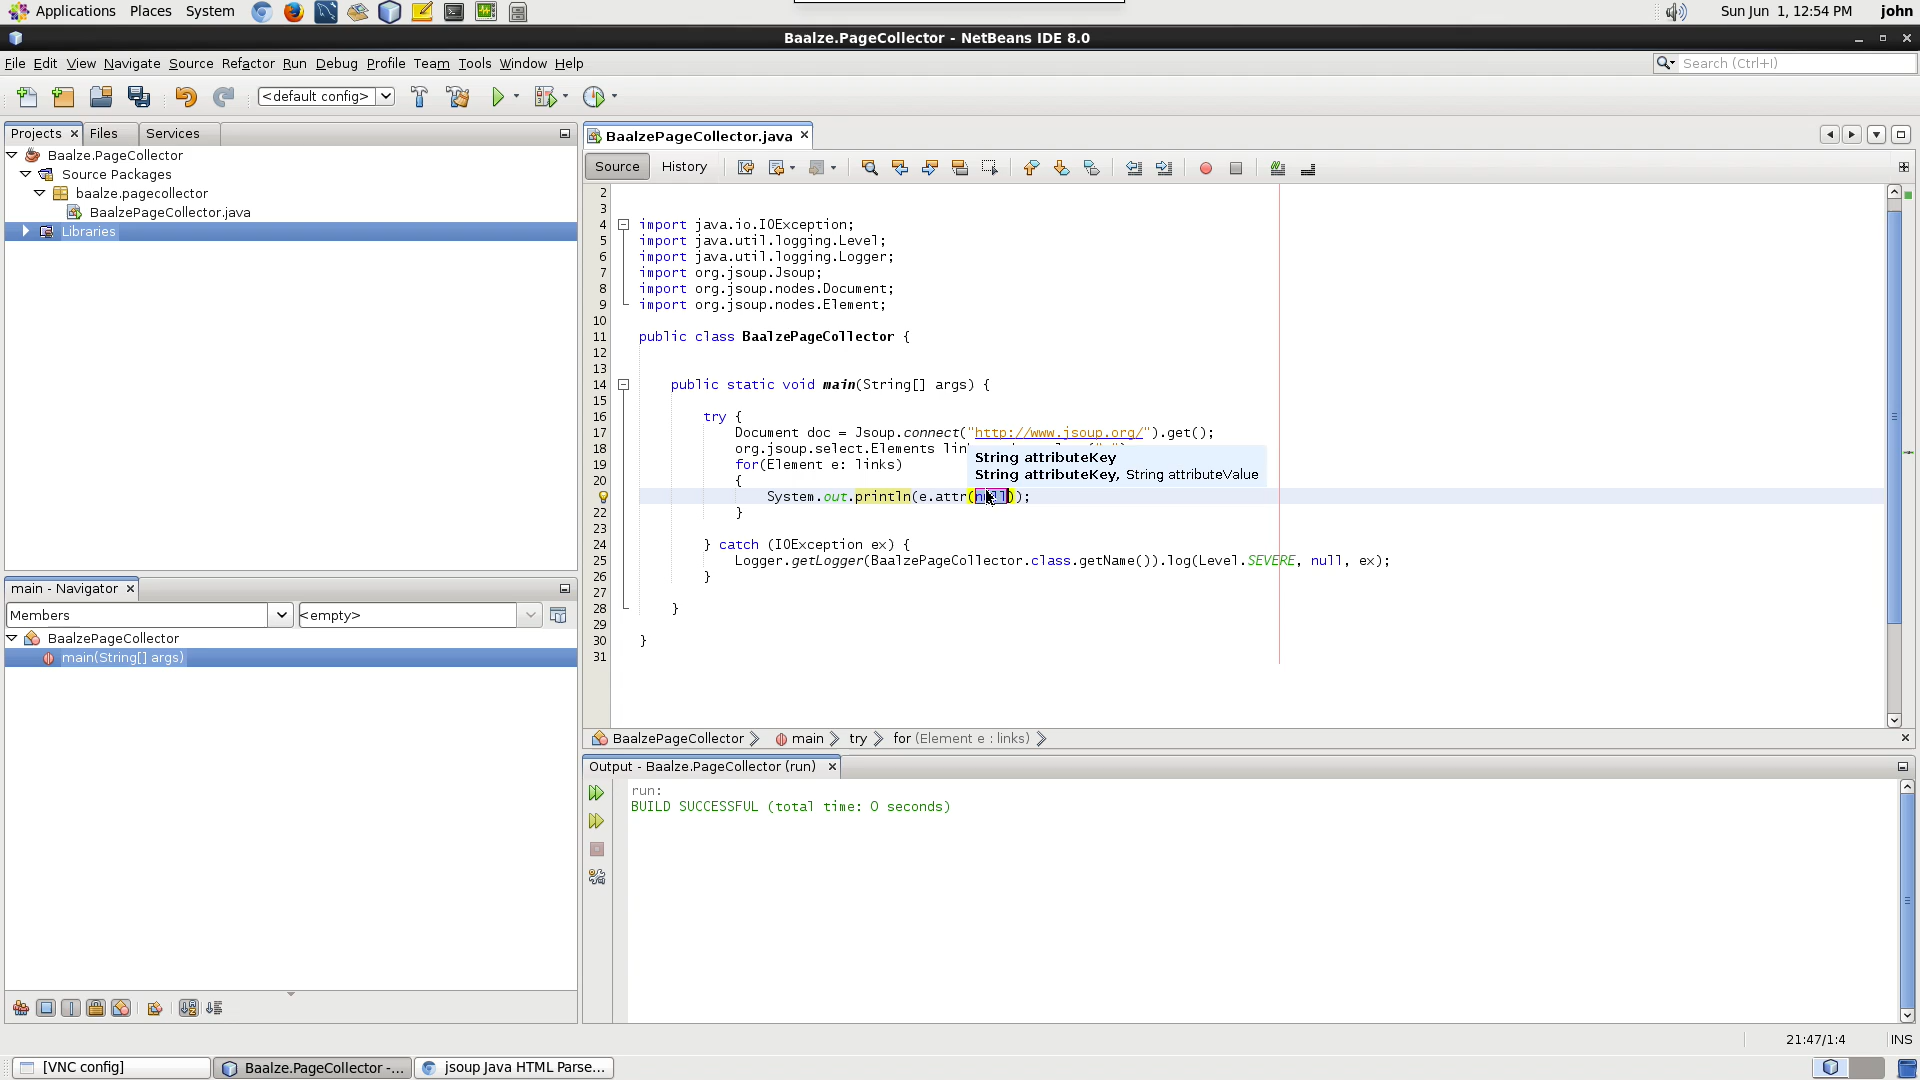 Applications Places System Sun Jun 1, 12:54 PM john
Baalze.PageCollector - NetBeans IDE 8.0
File Edit View Navigate Source Refactor Run Debug Profile Team Tools Window Help Search (Ctrl+I)
<default config>
Projects Files Services
Baalze.PageCollector
Source Packages
baalze.pagecollector
BaalzePageCollector.java
Libraries
main - Navigator
Members <empty>
BaalzePageCollector
main(String[] args)
BaalzePageCollector.java
Source History
2
3
4 import java.io.IOException;
5 import java.util.logging.Level;
6 import java.util.logging.Logger;
7 import org.jsoup.Jsoup;
8 import org.jsoup.nodes.Document;
9 import org.jsoup.nodes.Element;
10
11 public class BaalzePageCollector {
12
13
14 public static void main(String[] args) {
15
16 try {
17 Document doc = Jsoup.connect("http://www.jsoup.org/").get();
18 org.jsoup.select.Elements
String attributeKey
19 for(Element e: links)
String attributeKey, String attributeValue
20 {
System.out.println(e.attr(null));
22 }
23
24 } catch (IOException ex) {
25 Logger.getLogger(BaalzePageCollector.class.getName()).log(Level.SEVERE, null, ex);
26 }
27
28 }
29
30 }
31
BaalzePageCollector main try for (Element e : links)
Output - Baalze.PageCollector (run)
run:
BUILD SUCCESSFUL (total time: 0 seconds)
21:47/1:4 INS
[VNC config] Baalze.PageCollector -... jsoup Java HTML Parse...